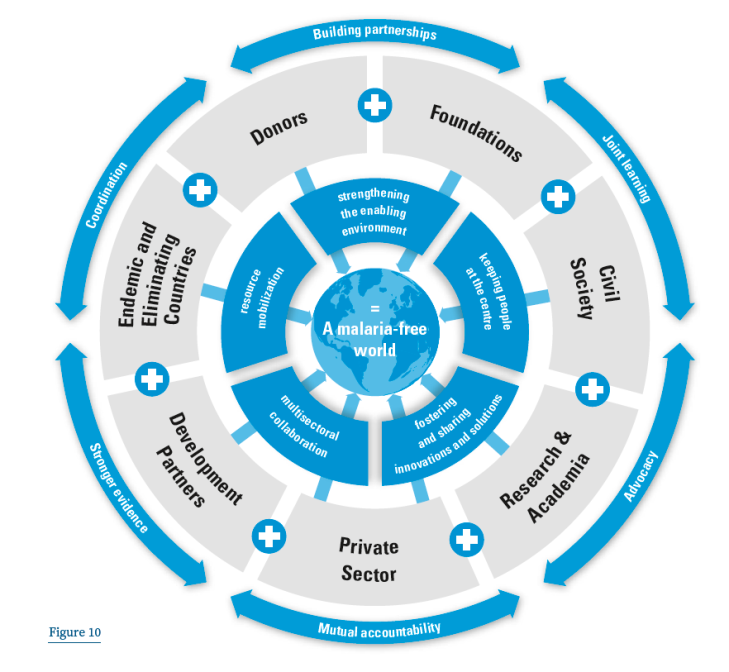 Building partnerships
Joint learning
Advocacy
Mutual accountability
Stronger evidence
Coordination
Donors
Foundations
Civil
Society
Research &
Academia
Private
Sector
Development
Partners
Endemic and
Eliminating
Countries
strengthening
the enabling
environment
keeping people
at the centre
fostering
and sharing
innovations and solutions
multisectoral
collaboration
resource
mobilization
=
A malaria-free
world
Figure 10